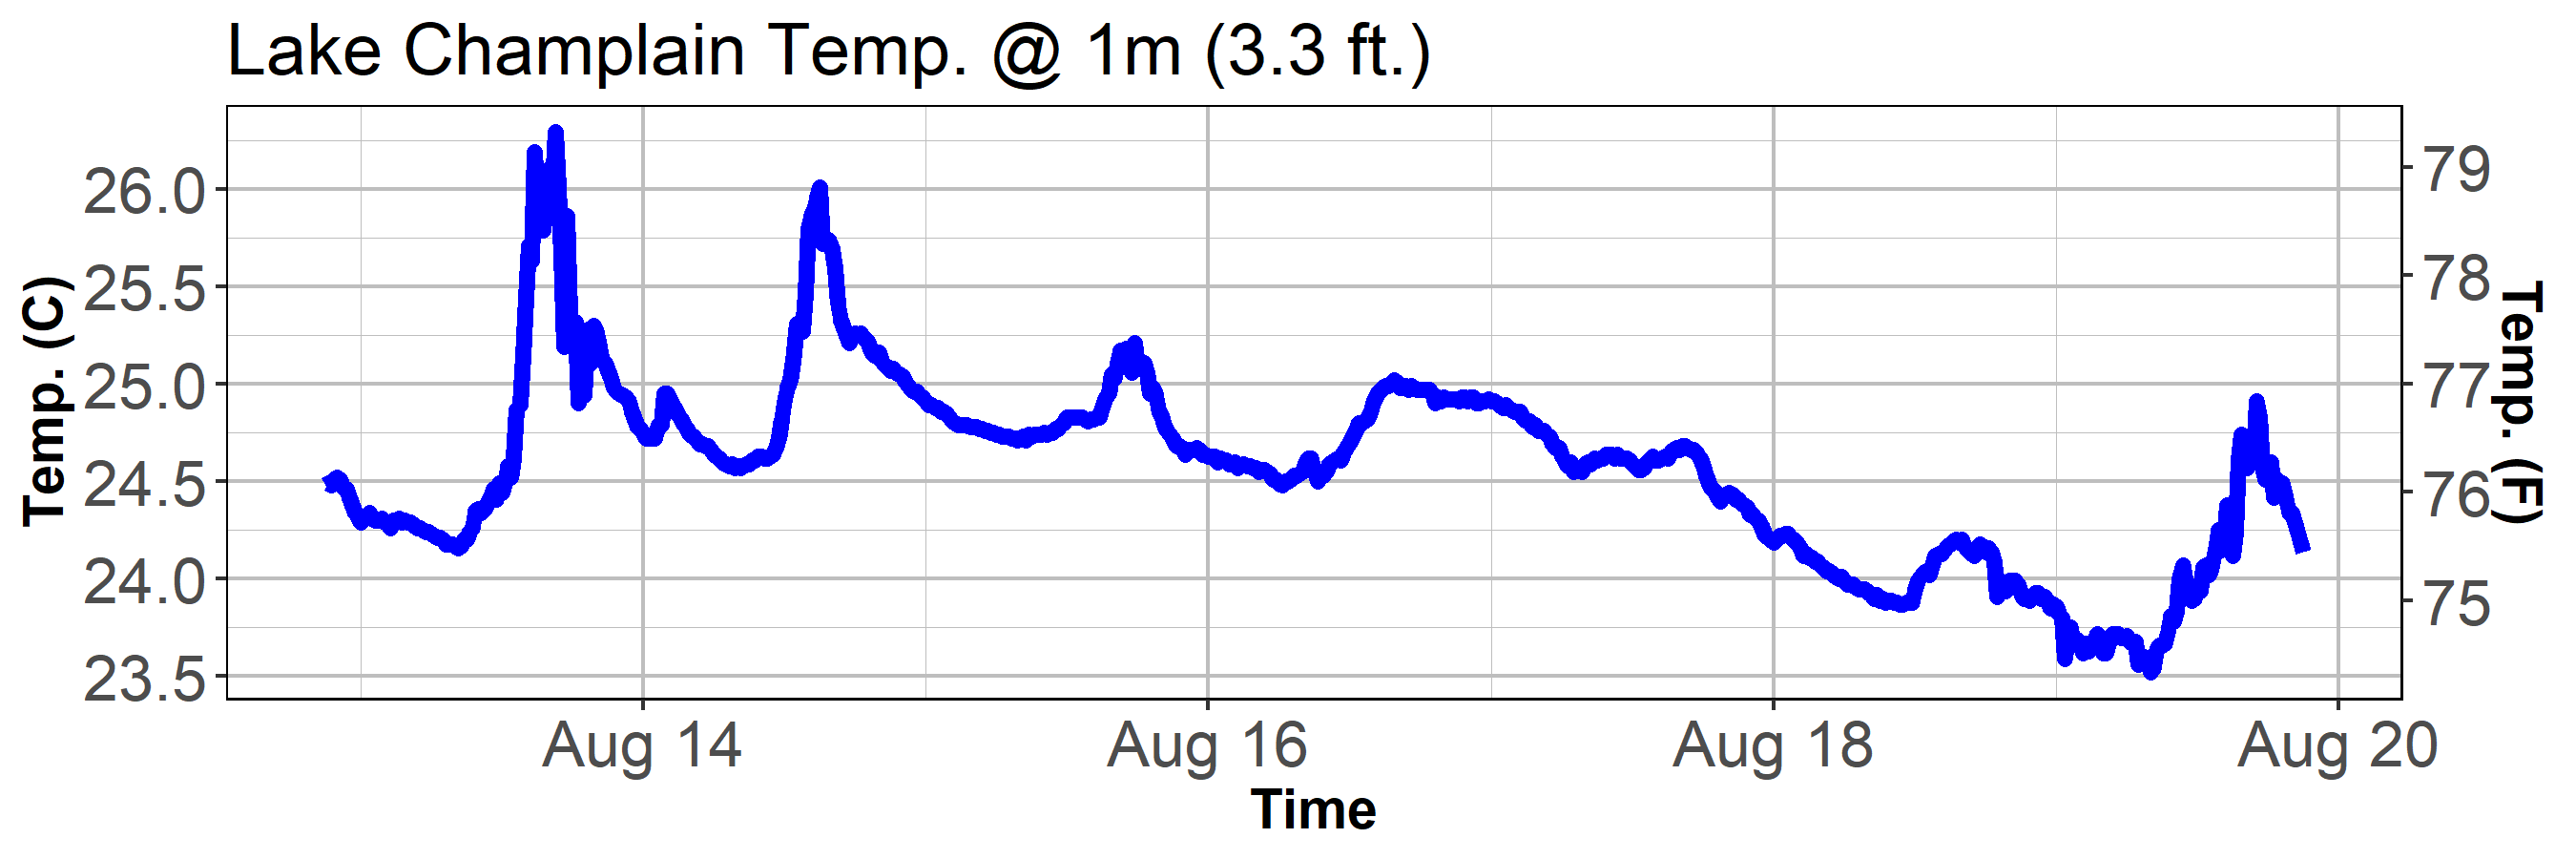 Lake Champlain Temp. @ 1m (3.3 ft.)
Temp. (C)
26.0
25.5
25.0
24.5
24.0
23.5
79
78
77
76
75
Temp. (F)
Aug 14
Aug 16
Aug 18
Aug 20
Time